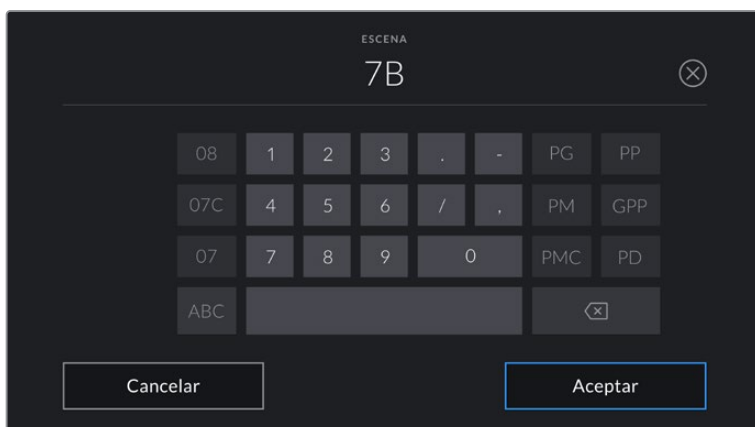 ESCENA
7B
08 1 2 3 . - PG PP
07C 4 5 6 / , PM GPP
07 7 8 9 0 PMC PD
ABC
Cancelar Aceptar